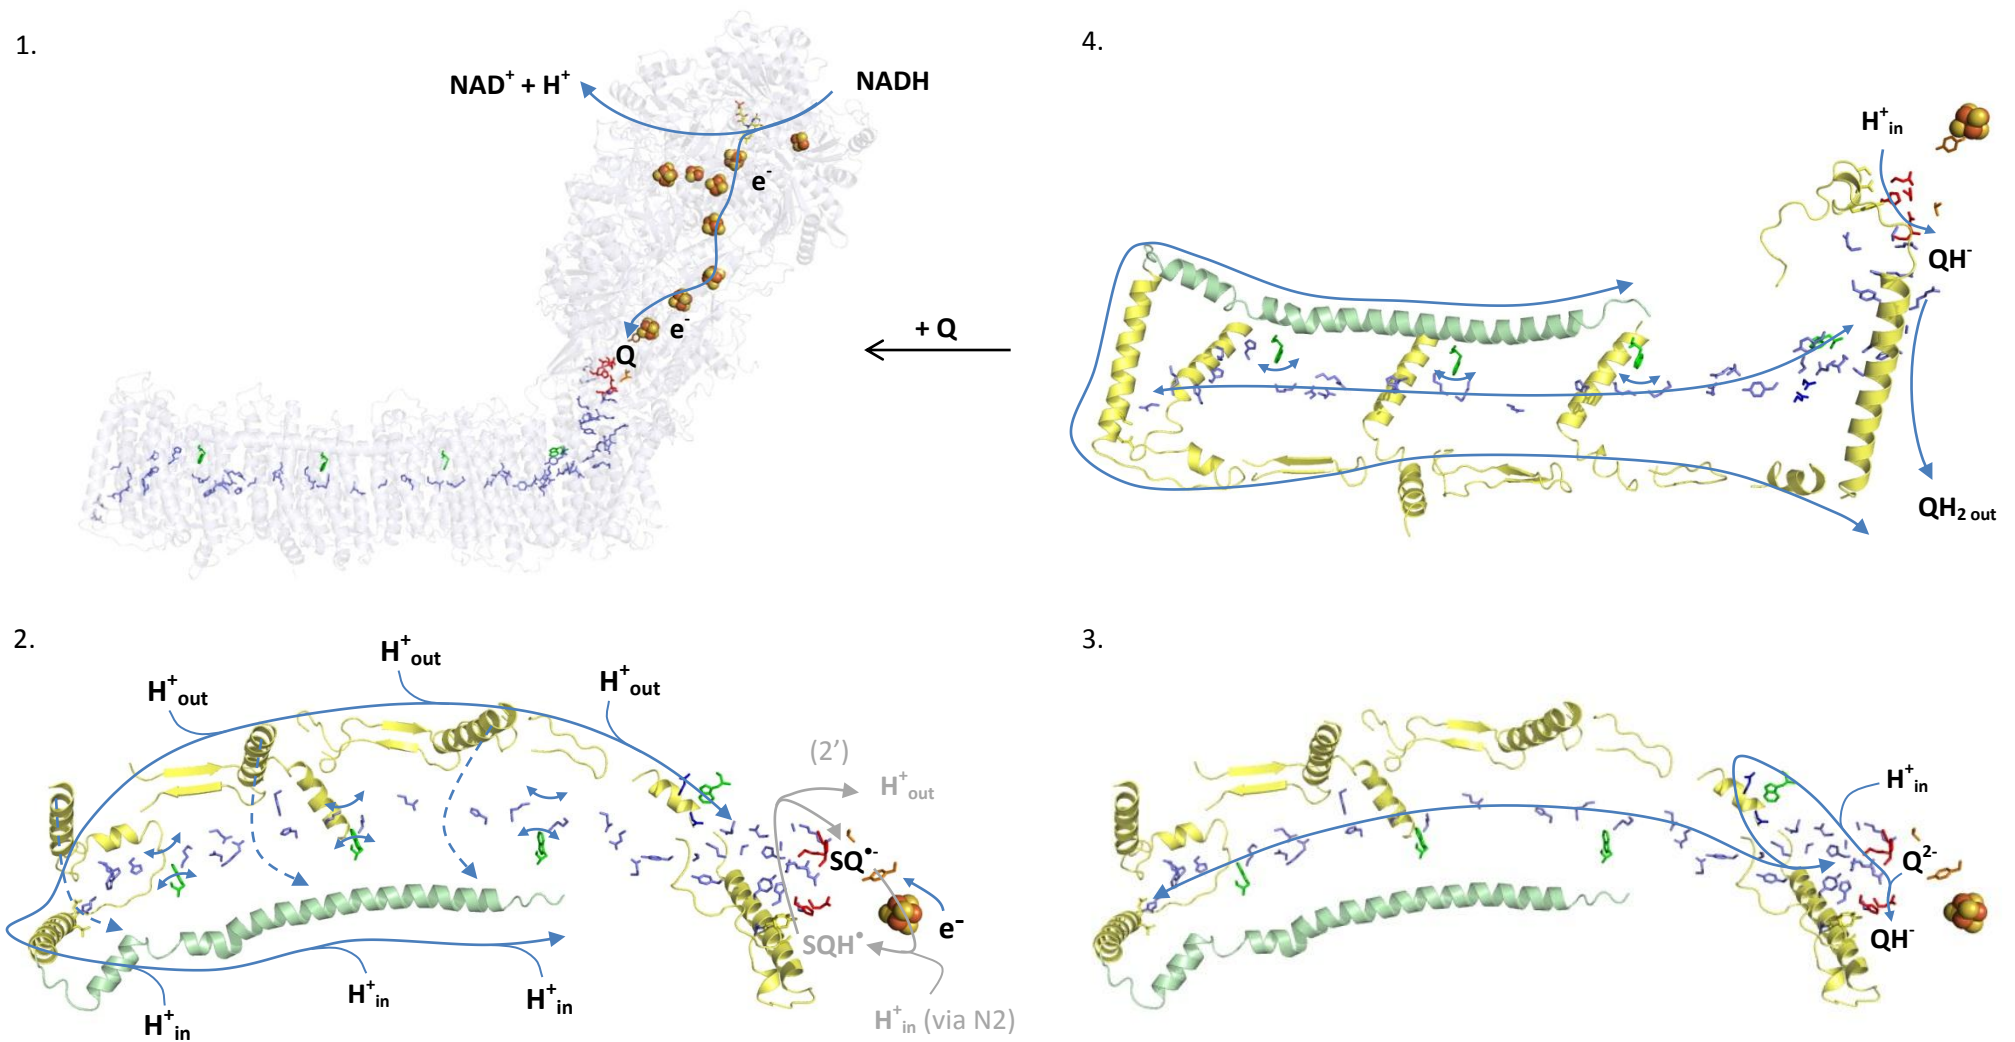 1.
NAD⁺ + H⁺
NADH
e⁻
e⁻
Q
+ Q
4.
H⁺in
QH⁻
QH₂ out
2.
H⁺out
H⁺out
H⁺out
(2’)
H⁺out
SQ•⁻
e⁻
SQH•
H⁺in
H⁺in
H⁺in
H⁺in (via N2)
3.
H⁺in
Q²⁻
QH⁻